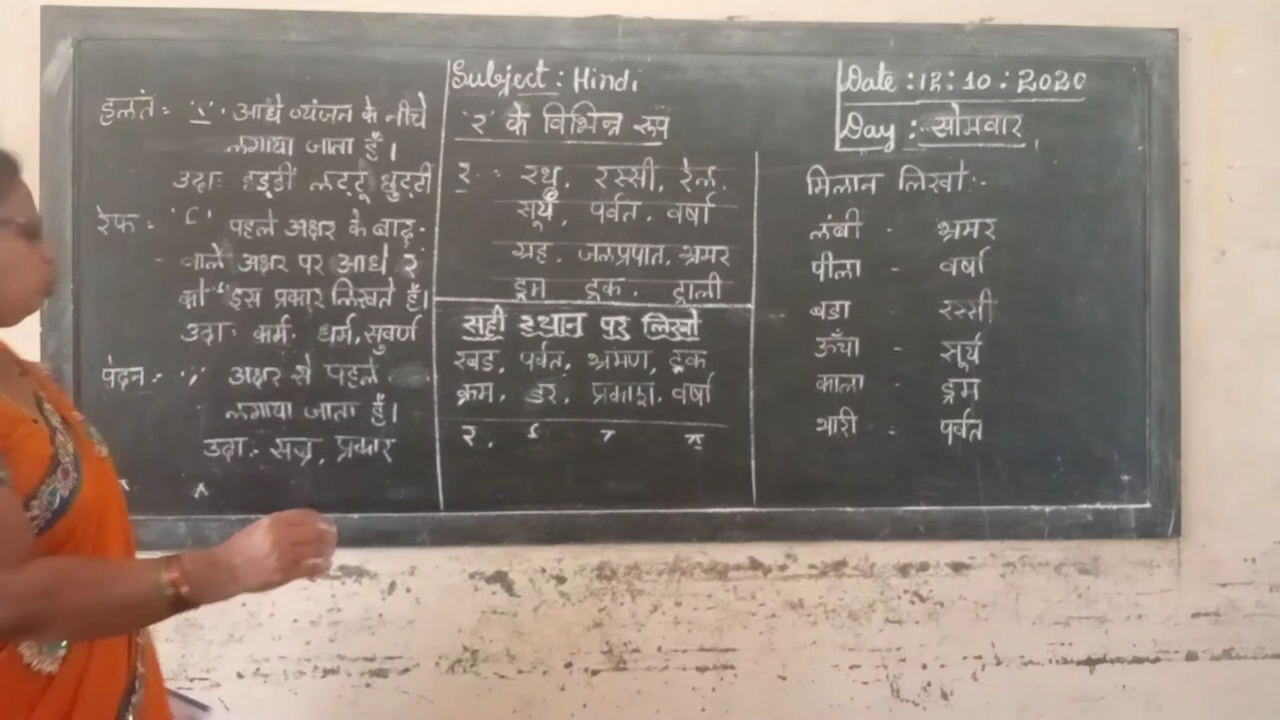 Subject : Hindi
Date : 12 : 10 : 2020
Day : सोमवार
हलंत :- '्' आधे व्यंजन के नीचे
लगाया जाता हैं।
उदा: हड्डी लट्टू छुट्टी
रेफ :- 'र्' पहले अक्षर के बाद
वाले अक्षर पर आधे र
को 'र्' इस प्रकार लिखते हैं।
उदा: कर्म. धर्म, सुवर्ण
पदेन :- '्र' अक्षर से पहले
लगाया जाता हैं।
उदा :- सब्र, प्रकार
'र' के विभिन्न रूप
र :- रथ, रस्सी, रेल.
सूर्य, पर्वत, वर्षा
ग्रह, जलप्रपात, भ्रमर
ड्रम ट्रक, ट्राली
सही स्थान पर लिखो
रबड, पर्वत, भ्रमण, ट्रक
क्रम, डर, प्रकाश, वर्षा
र, र् ्र ्र
मिलान लिखो :-
लंबी - भ्रमर
पीला - वर्षा
बडा रस्सी
ऊँचा - सूर्य
काला - ड्रम
भारी - पर्वत